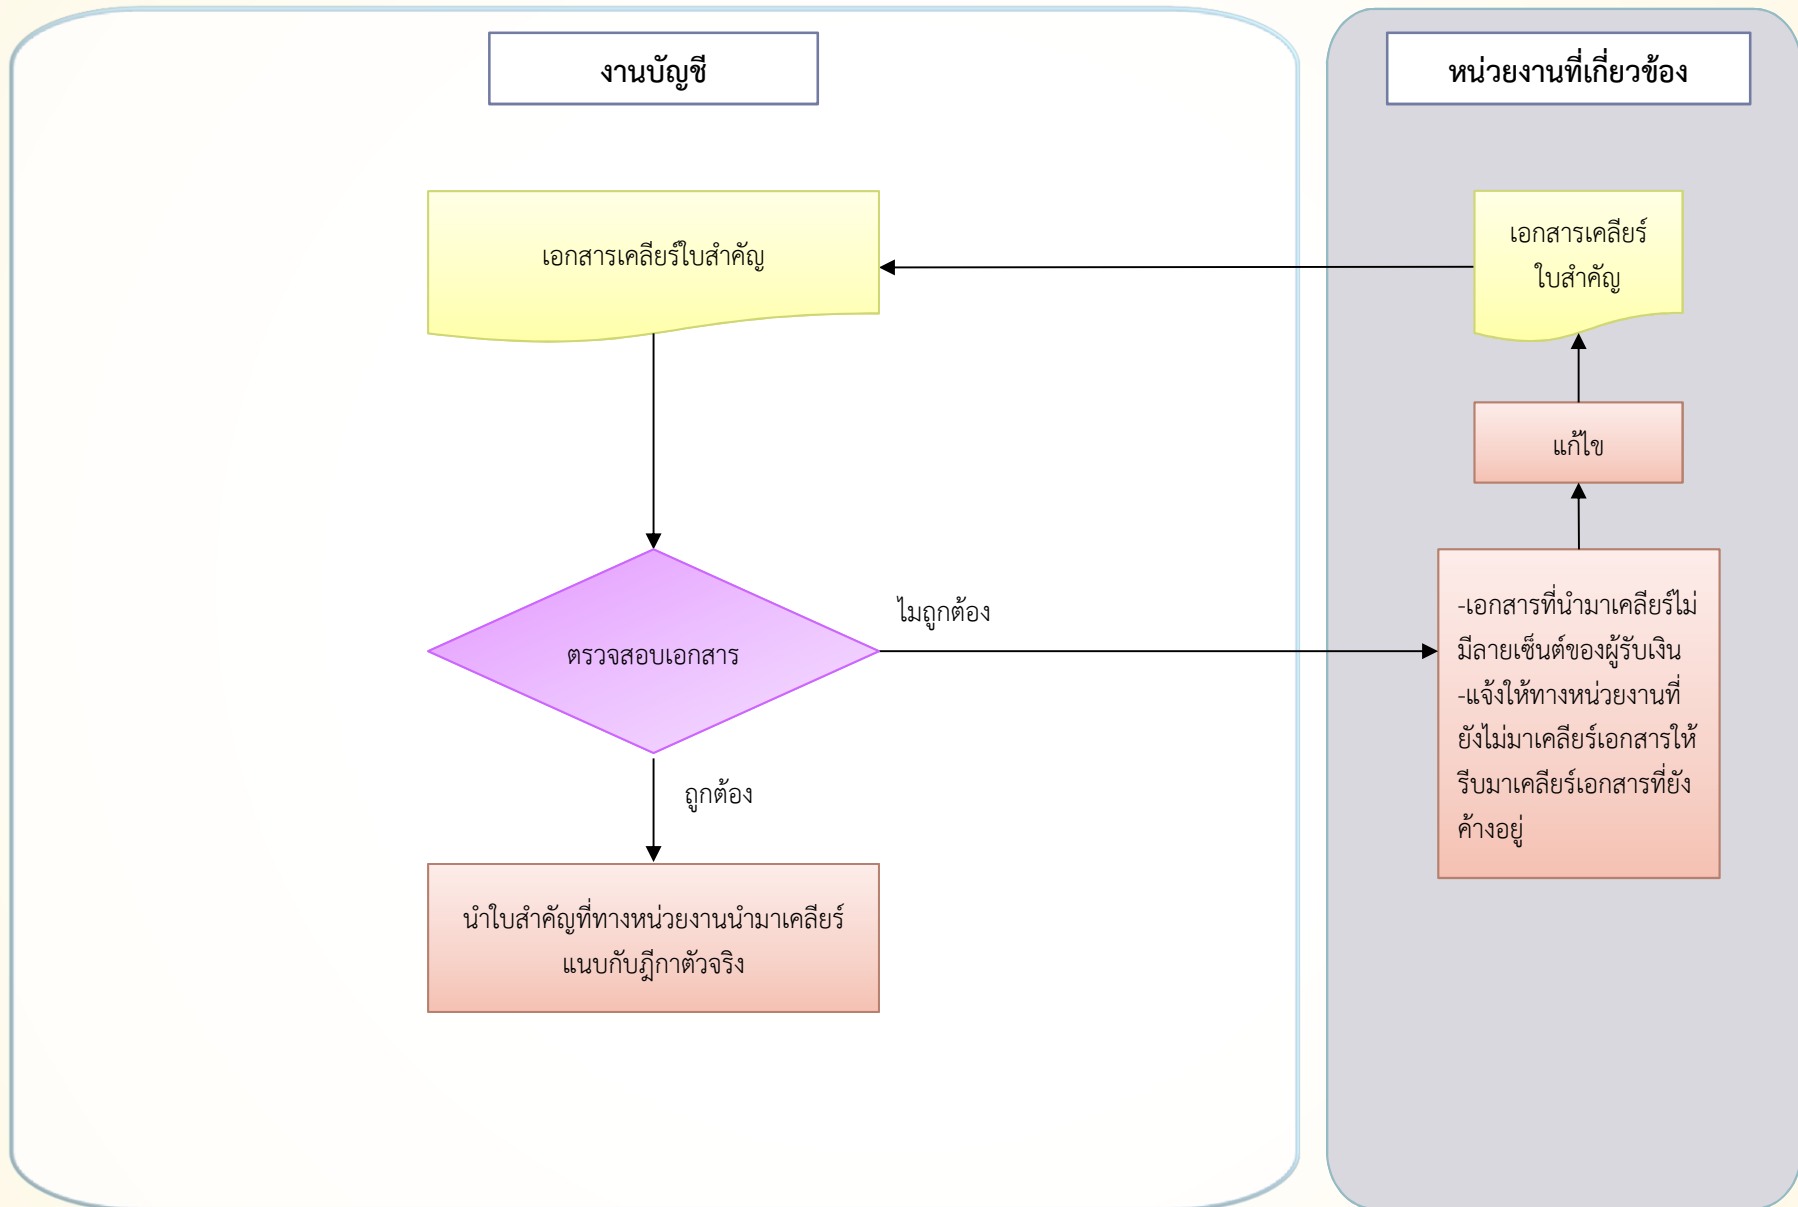 งานบัญชี
หน่วยงานที่เกี่ยวข้อง
เอกสารเคลียร์ใบสำคัญ
เอกสารเคลียร์
ใบสำคัญ
แก้ไข
ไมถูกต้อง
ตรวจสอบเอกสาร
-เอกสารที่นำมาเคลียร์ไม่
มีลายเซ็นต์ของผู้รับเงิน
-แจ้งให้ทางหน่วยงานที่
ยังไม่มาเคลียร์เอกสารให้
รีบมาเคลียร์เอกสารที่ยัง
ค้างอยู่
ถูกต้อง
นำใบสำคัญที่ทางหน่วยงานนำมาเคลียร์
แนบกับฎีกาตัวจริง